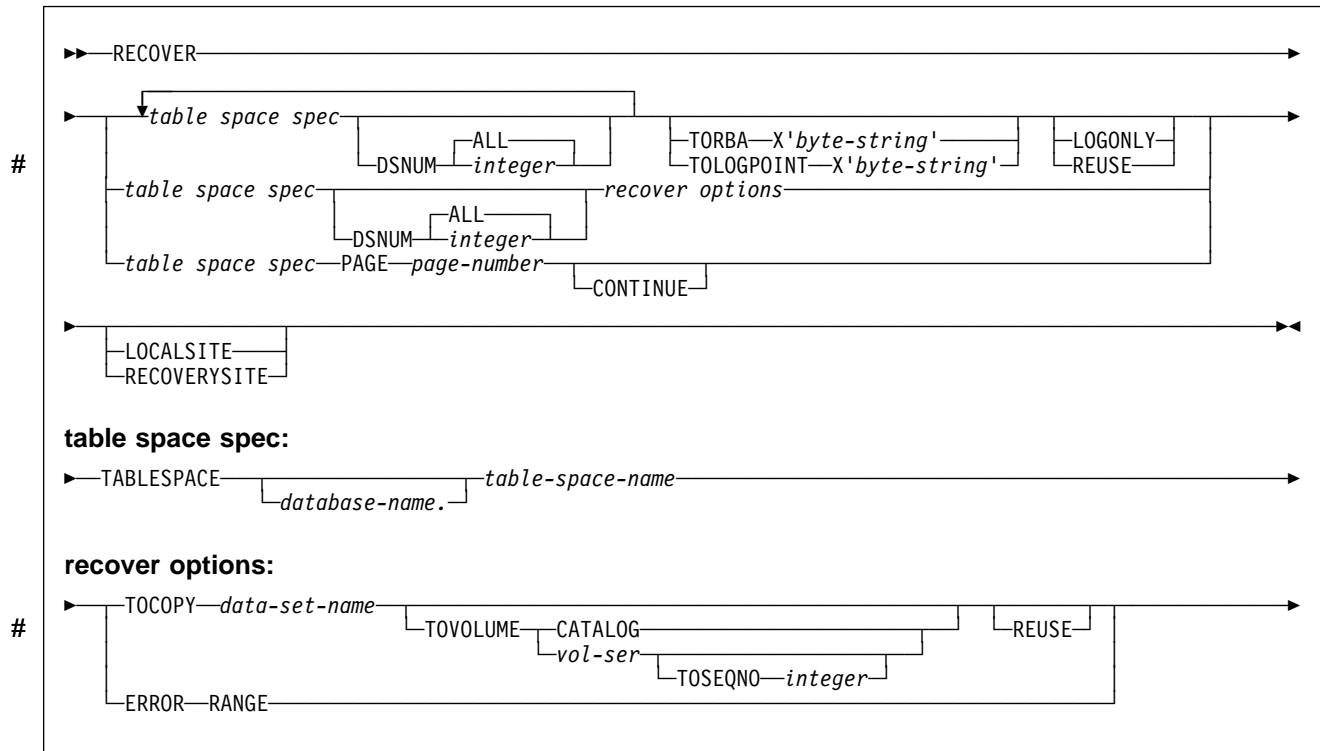 RECOVER
table space spec
ALL
TORBA X'byte-string'
LOGONLY
# DSNUM integer TOLOGPOINT X'byte-string' REUSE
table space spec recover options
ALL
DSNUM integer
table space spec PAGE page-number
CONTINUE
LOCALSITE
RECOVERYSITE
table space spec:
TABLESPACE table-space-name
database-name.
recover options:
TOCOPY data-set-name
# TOVOLUME CATALOG REUSE
vol-ser
TOSEQNO integer
ERROR RANGE